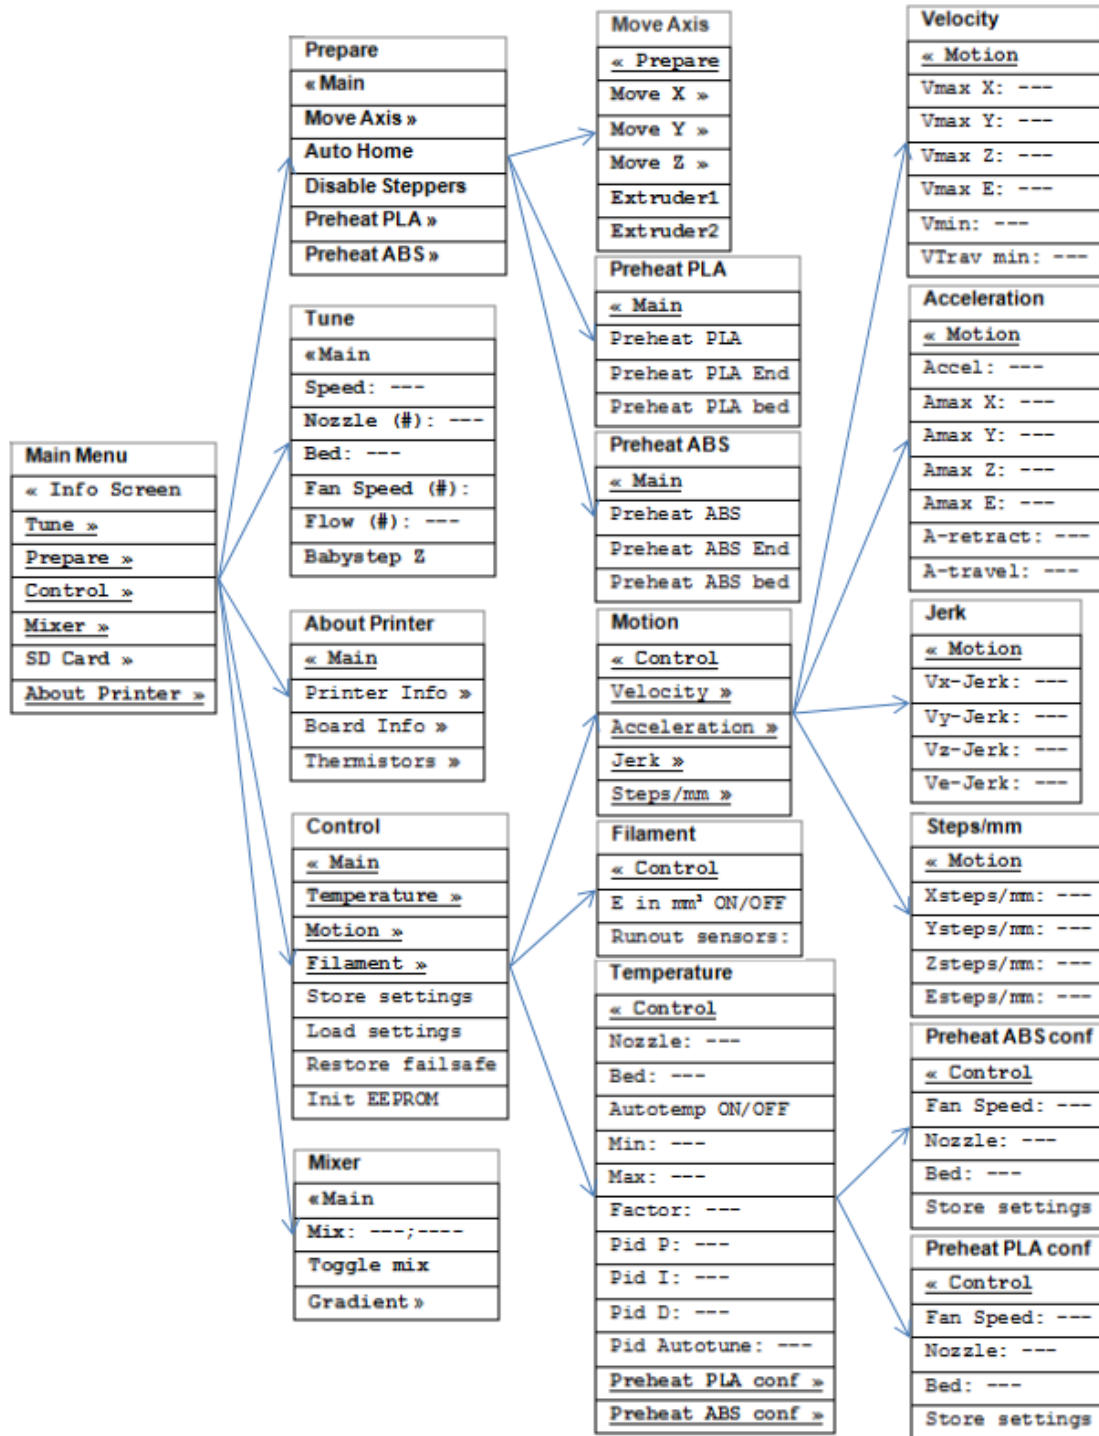 Main Menu
« Info Screen
Tune »
Prepare »
Control »
Mixer »
SD Card »
About Printer »
Prepare
« Main
Move Axis »
Auto Home
Disable Steppers
Preheat PLA »
Preheat ABS »
Tune
«Main
Speed: ---
Nozzle (#): ---
Bed: ---
Fan Speed (#):
Flow (#): ---
Babystep Z
About Printer
« Main
Printer Info »
Board Info »
Thermistors »
Control
« Main
Temperature »
Motion »
Filament »
Store settings
Load settings
Restore failsafe
Init EEPROM
Mixer
«Main
Mix: ---;----
Toggle mix
Gradient »
Move Axis
« Prepare
Move X »
Move Y »
Move Z »
Extruder1
Extruder2
Preheat PLA
« Main
Preheat PLA
Preheat PLA End
Preheat PLA bed
Preheat ABS
« Main
Preheat ABS
Preheat ABS End
Preheat ABS bed
Motion
« Control
Velocity »
Acceleration »
Jerk »
Steps/mm »
Filament
« Control
E in mm³ ON/OFF
Runout sensors:
Temperature
« Control
Nozzle: ---
Bed: ---
Autotemp ON/OFF
Min: ---
Max: ---
Factor: ---
Pid P: ---
Pid I: ---
Pid D: ---
Pid Autotune: ---
Preheat PLA conf »
Preheat ABS conf »
Velocity
« Motion
Vmax X: ---
Vmax Y: ---
Vmax Z: ---
Vmax E: ---
Vmin: ---
VTrav min: ---
Acceleration
« Motion
Accel: ---
Amax X: ---
Amax Y: ---
Amax Z: ---
Amax E: ---
A-retract: ---
A-travel: ---
Jerk
« Motion
Vx-Jerk: ---
Vy-Jerk: ---
Vz-Jerk: ---
Ve-Jerk: ---
Steps/mm
« Motion
Xsteps/mm: ---
Ysteps/mm: ---
Zsteps/mm: ---
Esteps/mm: ---
Preheat ABS conf
« Control
Fan Speed: ---
Nozzle: ---
Bed: ---
Store settings
Preheat PLA conf
« Control
Fan Speed: ---
Nozzle: ---
Bed: ---
Store settings